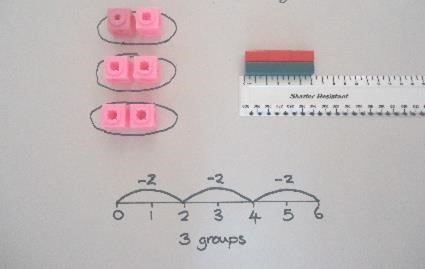 Shatter Resistant
-2 -2 -2
0 1 2 3 4 5 6
3 groups